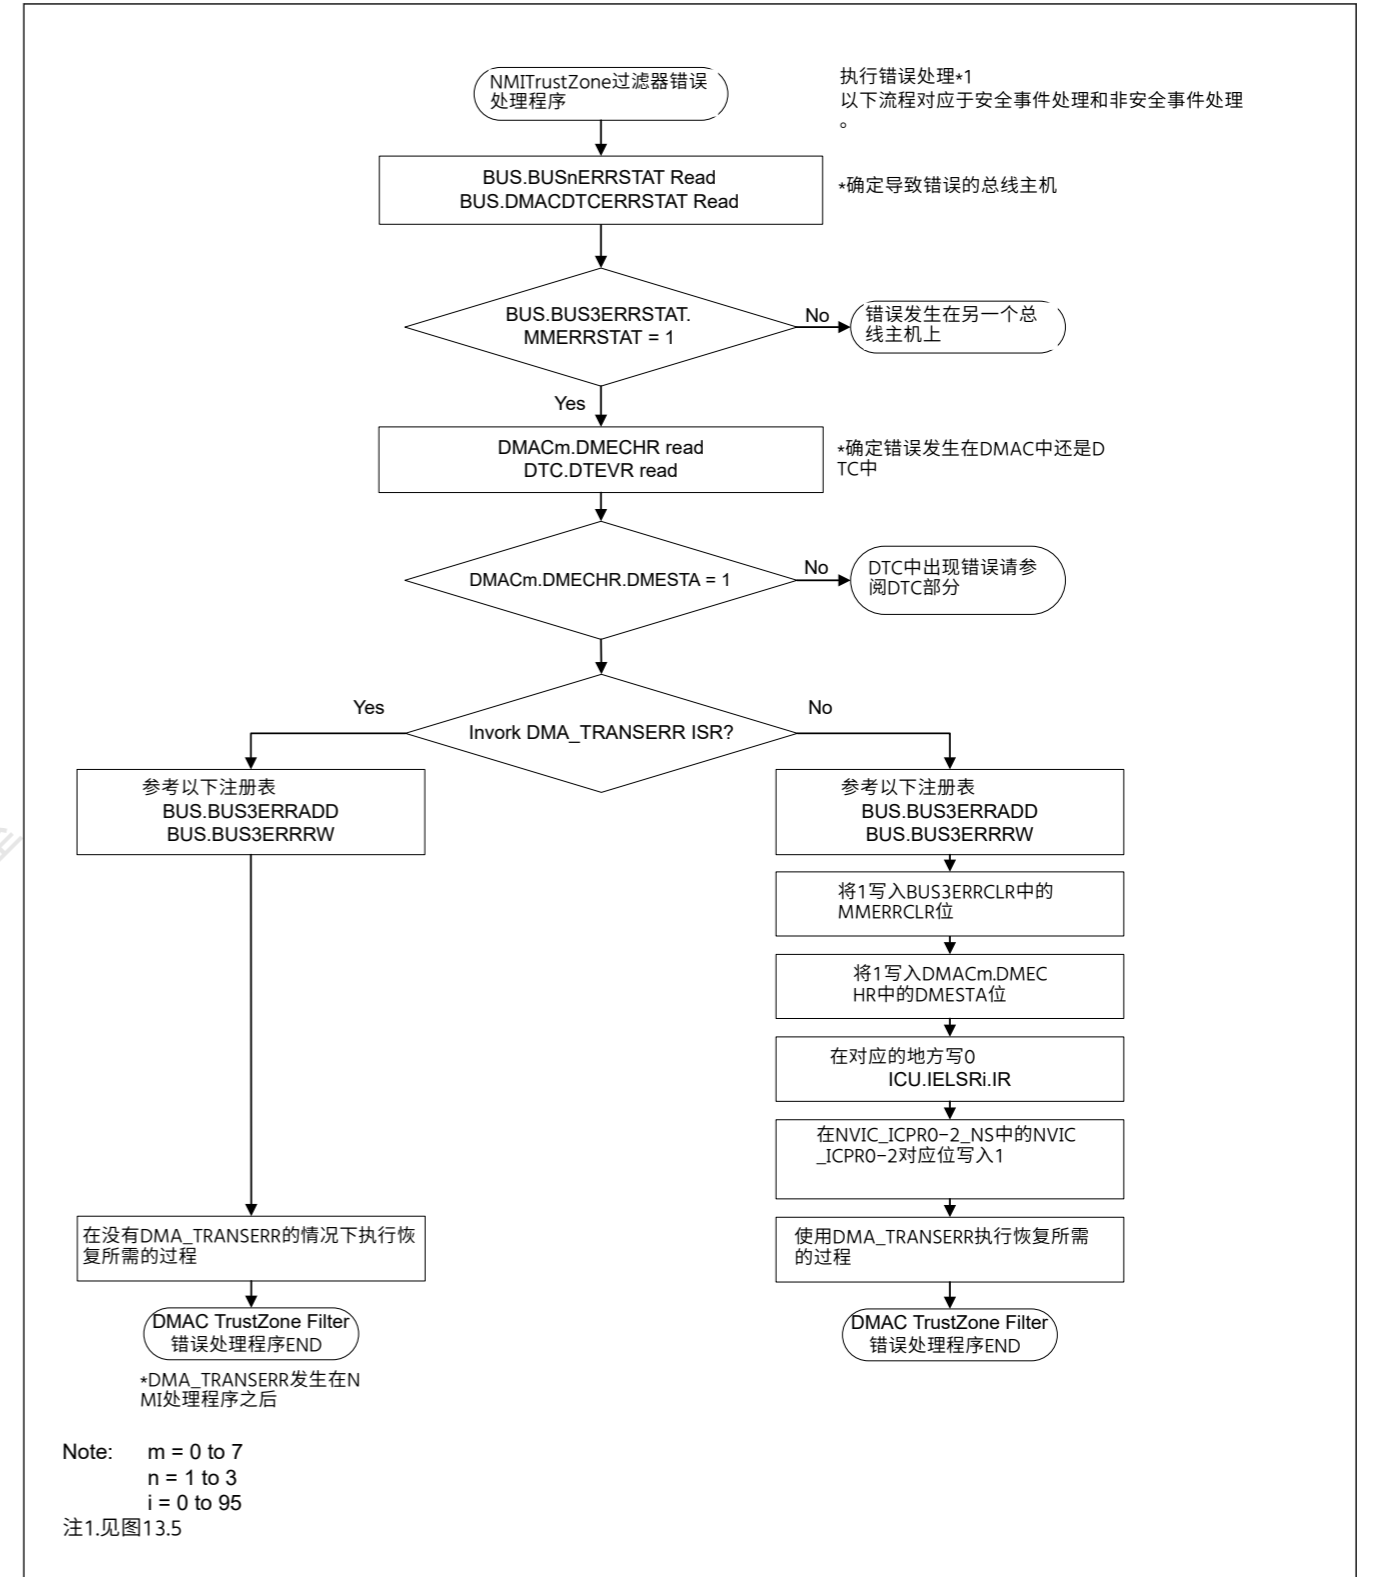 NMITrustZone过滤器错误
处理程序
执行错误处理*1
以下流程对应于安全事件处理和非安全事件处理
。
BUS.BUSnERRSTAT Read
BUS.DMACDTCERRSTAT Read
*确定导致错误的总线主机
BUS.BUS3ERRSTAT.
MMERRSTAT = 1
No
错误发生在另一个总
线主机上
Yes
DMACm.DMECHR read
DTC.DTEVR read
*确定错误发生在DMAC中还是D
TC中
DMACm.DMECHR.DMESTA = 1
No
DTC中出现错误请参
阅DTC部分
Yes
Invork DMA_TRANSERR ISR?
No
参考以下注册表
BUS.BUS3ERRADD
BUS.BUS3ERRRW
参考以下注册表
BUS.BUS3ERRADD
BUS.BUS3ERRRW
将1写入BUS3ERRCLR中的
MMERRCLR位
将1写入DMACm.DMEC
HR中的DMESTA位
在对应的地方写0
ICU.IELSRi.IR
在NVIC_ICPR0−2_NS中的NVIC
_ICPR0−2对应位写入1
在没有DMA_TRANSERR的情况下执行恢
复所需的过程
使用DMA_TRANSERR执行恢复所需
的过程
DMAC TrustZone Filter
错误处理程序END
DMAC TrustZone Filter
错误处理程序END
*DMA_TRANSERR发生在N
MI处理程序之后
Note: m = 0 to 7
n = 1 to 3
i = 0 to 95
注1.见图13.5